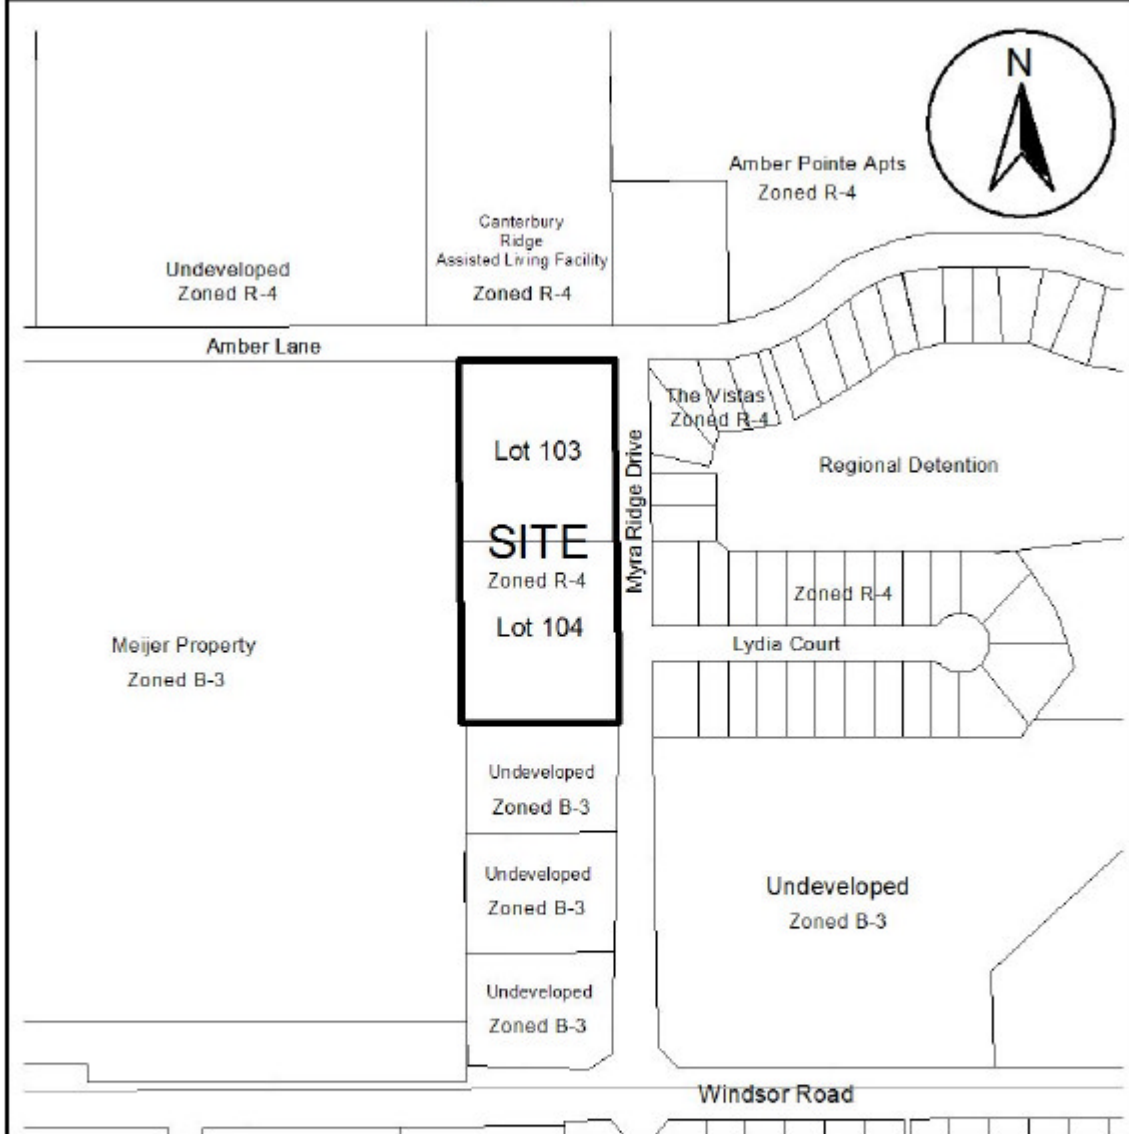 N
Amber Pointe Apts
Zoned R-4
Canterbury
Ridge
Assisted Living Facility
Zoned R-4
Undeveloped
Zoned R-4
Amber Lane
The Vistas
Zoned R-4
Lot 103
Regional Detention
Myra Ridge Drive
SITE
Zoned R-4
Zoned R-4
Lot 104
Lydia Court
Meijer Property
Zoned B-3
Undeveloped
Zoned B-3
Undeveloped
Zoned B-3
Undeveloped
Zoned B-3
Undeveloped
Zoned B-3
Windsor Road